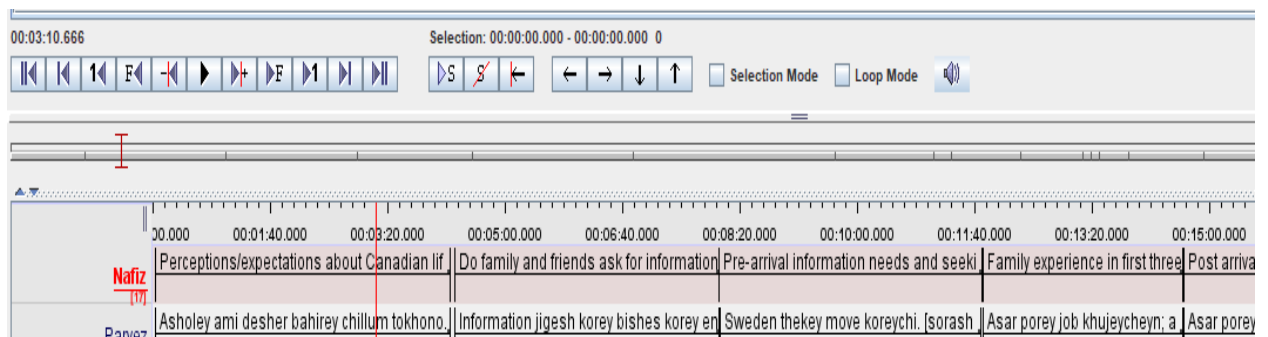 00:03:10.666 Selection: 00:00:00.000 - 00:00:00.000 0
1 F - + F 1 S S Selection Mode Loop Mode
00.000 00:01:40.000 00:03:20.000 00:05:00.000 00:06:40.000 00:08:20.000 00:10:00.000 00:11:40.000 00:13:20.000 00:15:00.000
Nafiz Perceptions/expectations about Canadian lif Do family and friends ask for information Pre-arrival information needs and seeki Family experience in first three Post arriva
[17]
Parvez Asholey ami desher bahirey chillum tokhono. Information jigesh korey bishes korey en Sweden thekey move koreychi. [sorash Asar porey job khujeycheyn; a Asar porey